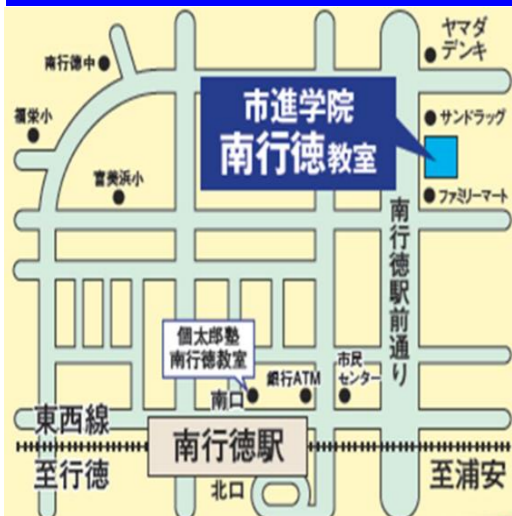 ヤマダ
デンキ
南行徳中
市進学院
南行徳教室
サンドラッグ
福栄小
富美浜小
ファミリーマート
南行徳駅前通り
個太郎塾
南行徳教室
市民
センター
銀行ATM
南口
東西線
南行徳駅
至行徳
至浦安
北口